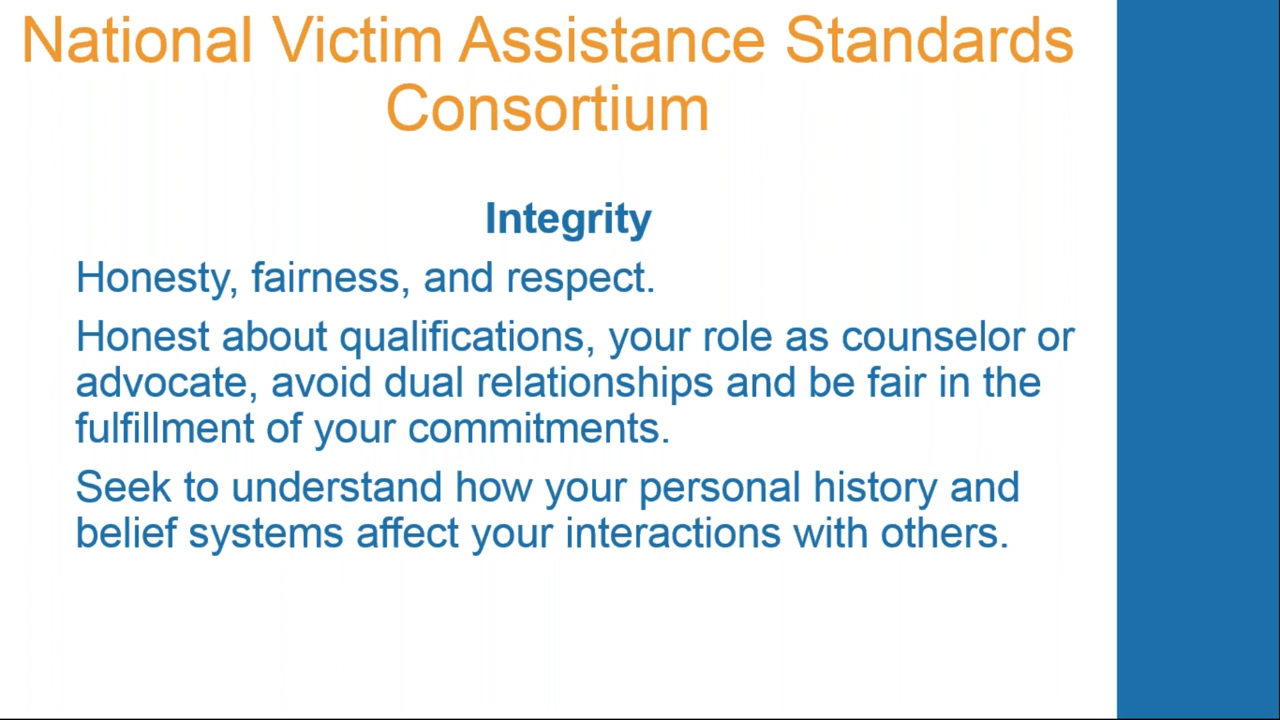 National Victim Assistance Standards
Consortium
Integrity
Honesty, fairness, and respect.
Honest about qualifications, your role as counselor or
advocate, avoid dual relationships and be fair in the
fulfillment of your commitments.
Seek to understand how your personal history and
belief systems affect your interactions with others.